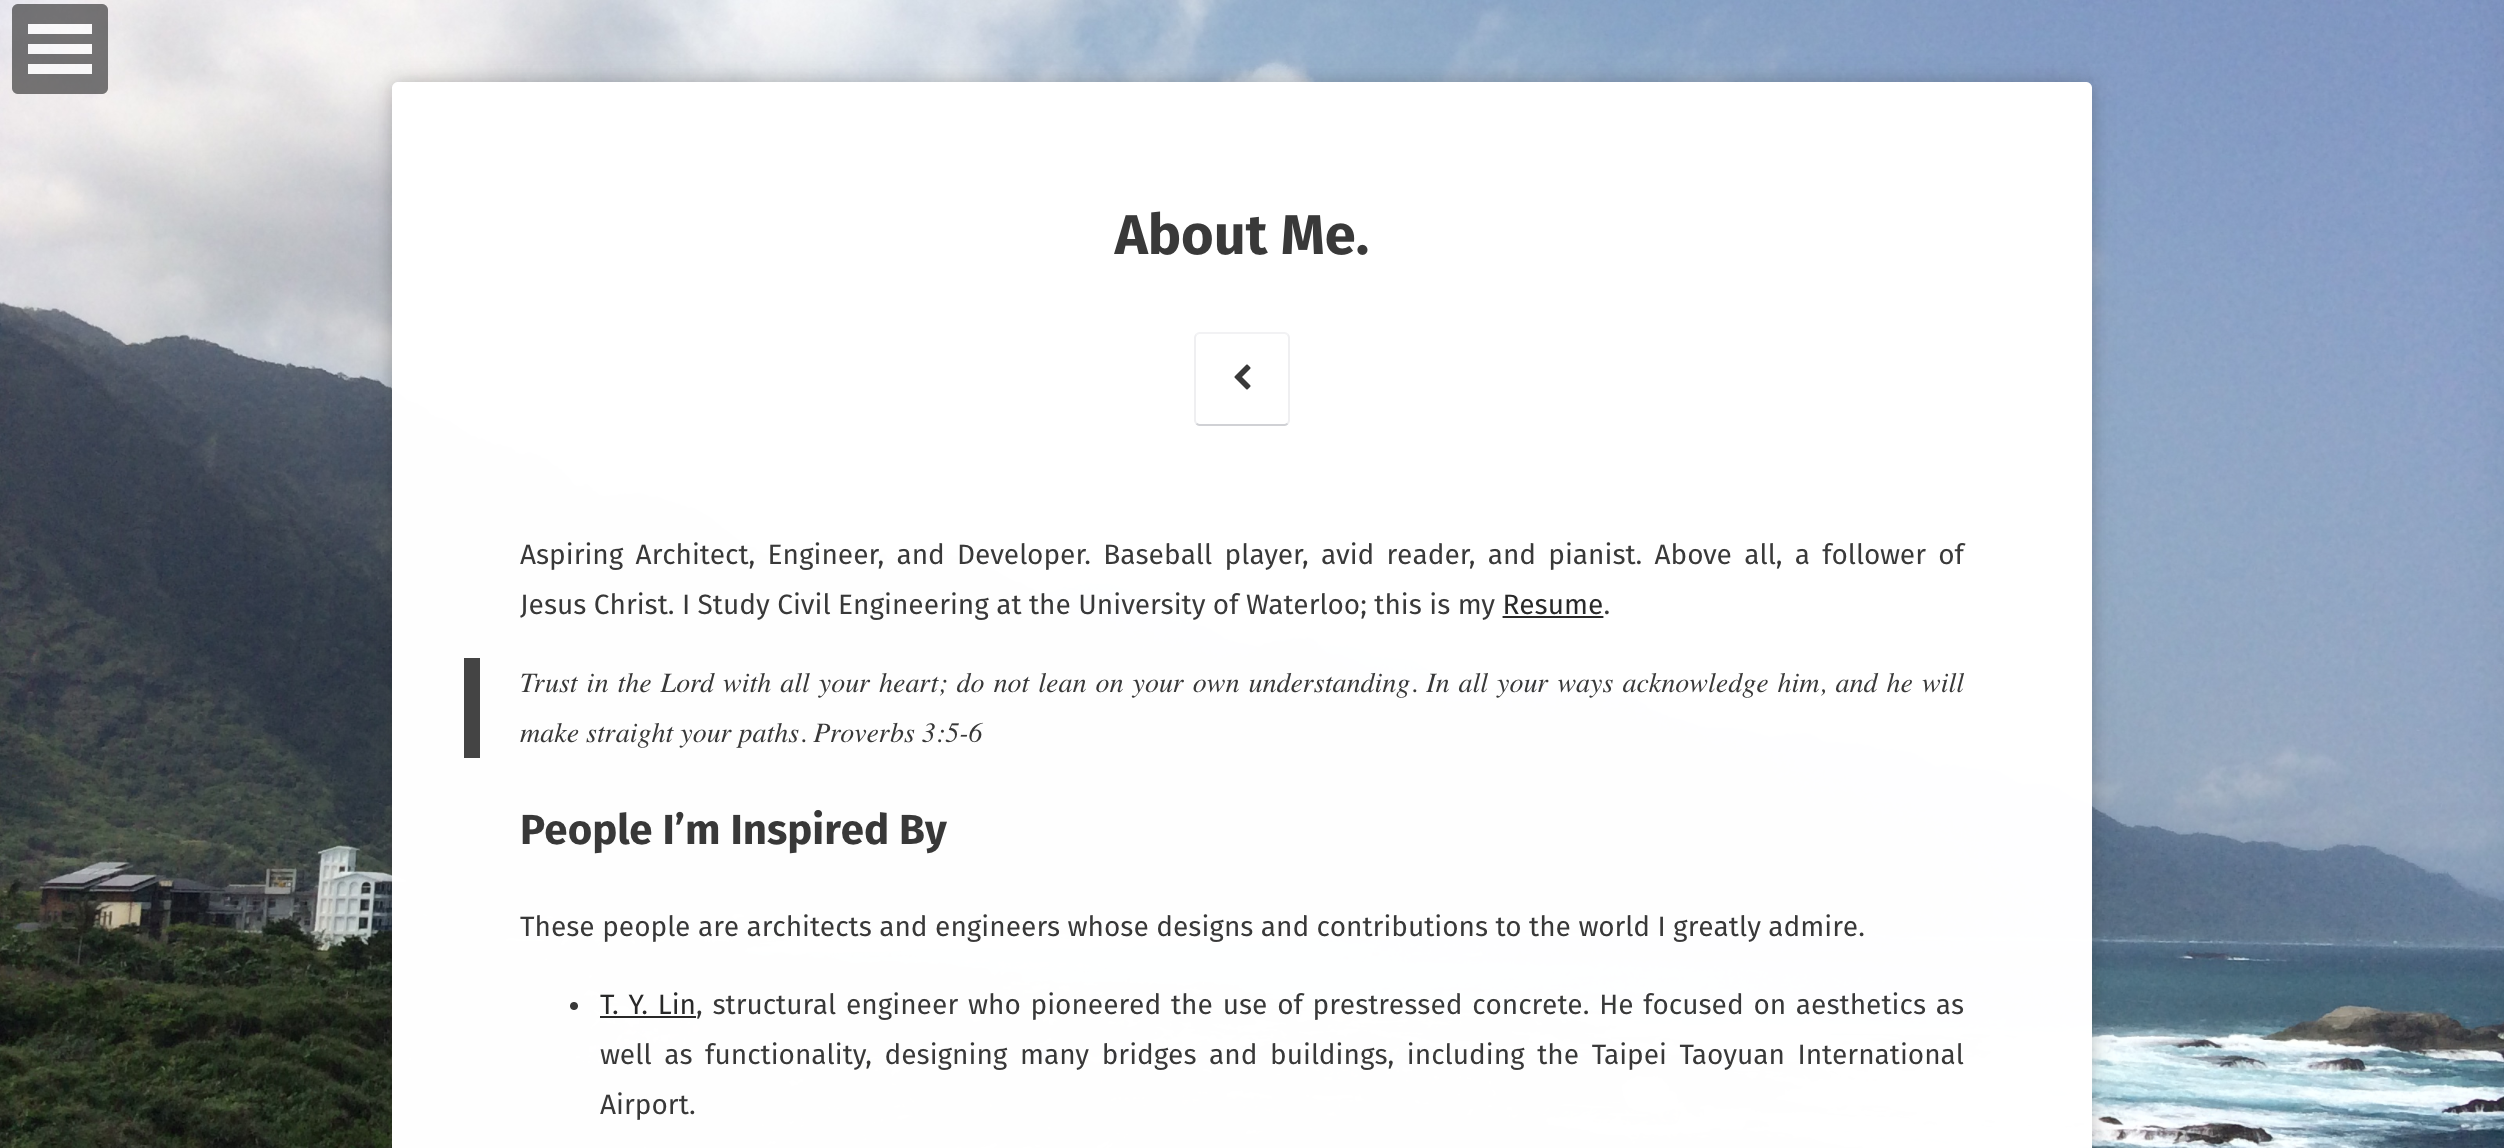 About Me.
Aspiring Architect, Engineer, and Developer. Baseball player, avid reader, and pianist. Above all, a follower of
Jesus Christ. I Study Civil Engineering at the University of Waterloo; this is my Resume.
Trust in the Lord with all your heart; do not lean on your own understanding. In all your ways acknowledge him, and he will
make straight your paths. Proverbs 3:5-6
People I’m Inspired By
These people are architects and engineers whose designs and contributions to the world I greatly admire.
• T. Y. Lin, structural engineer who pioneered the use of prestressed concrete. He focused on aesthetics as
well as functionality, designing many bridges and buildings, including the Taipei Taoyuan International
Airport.